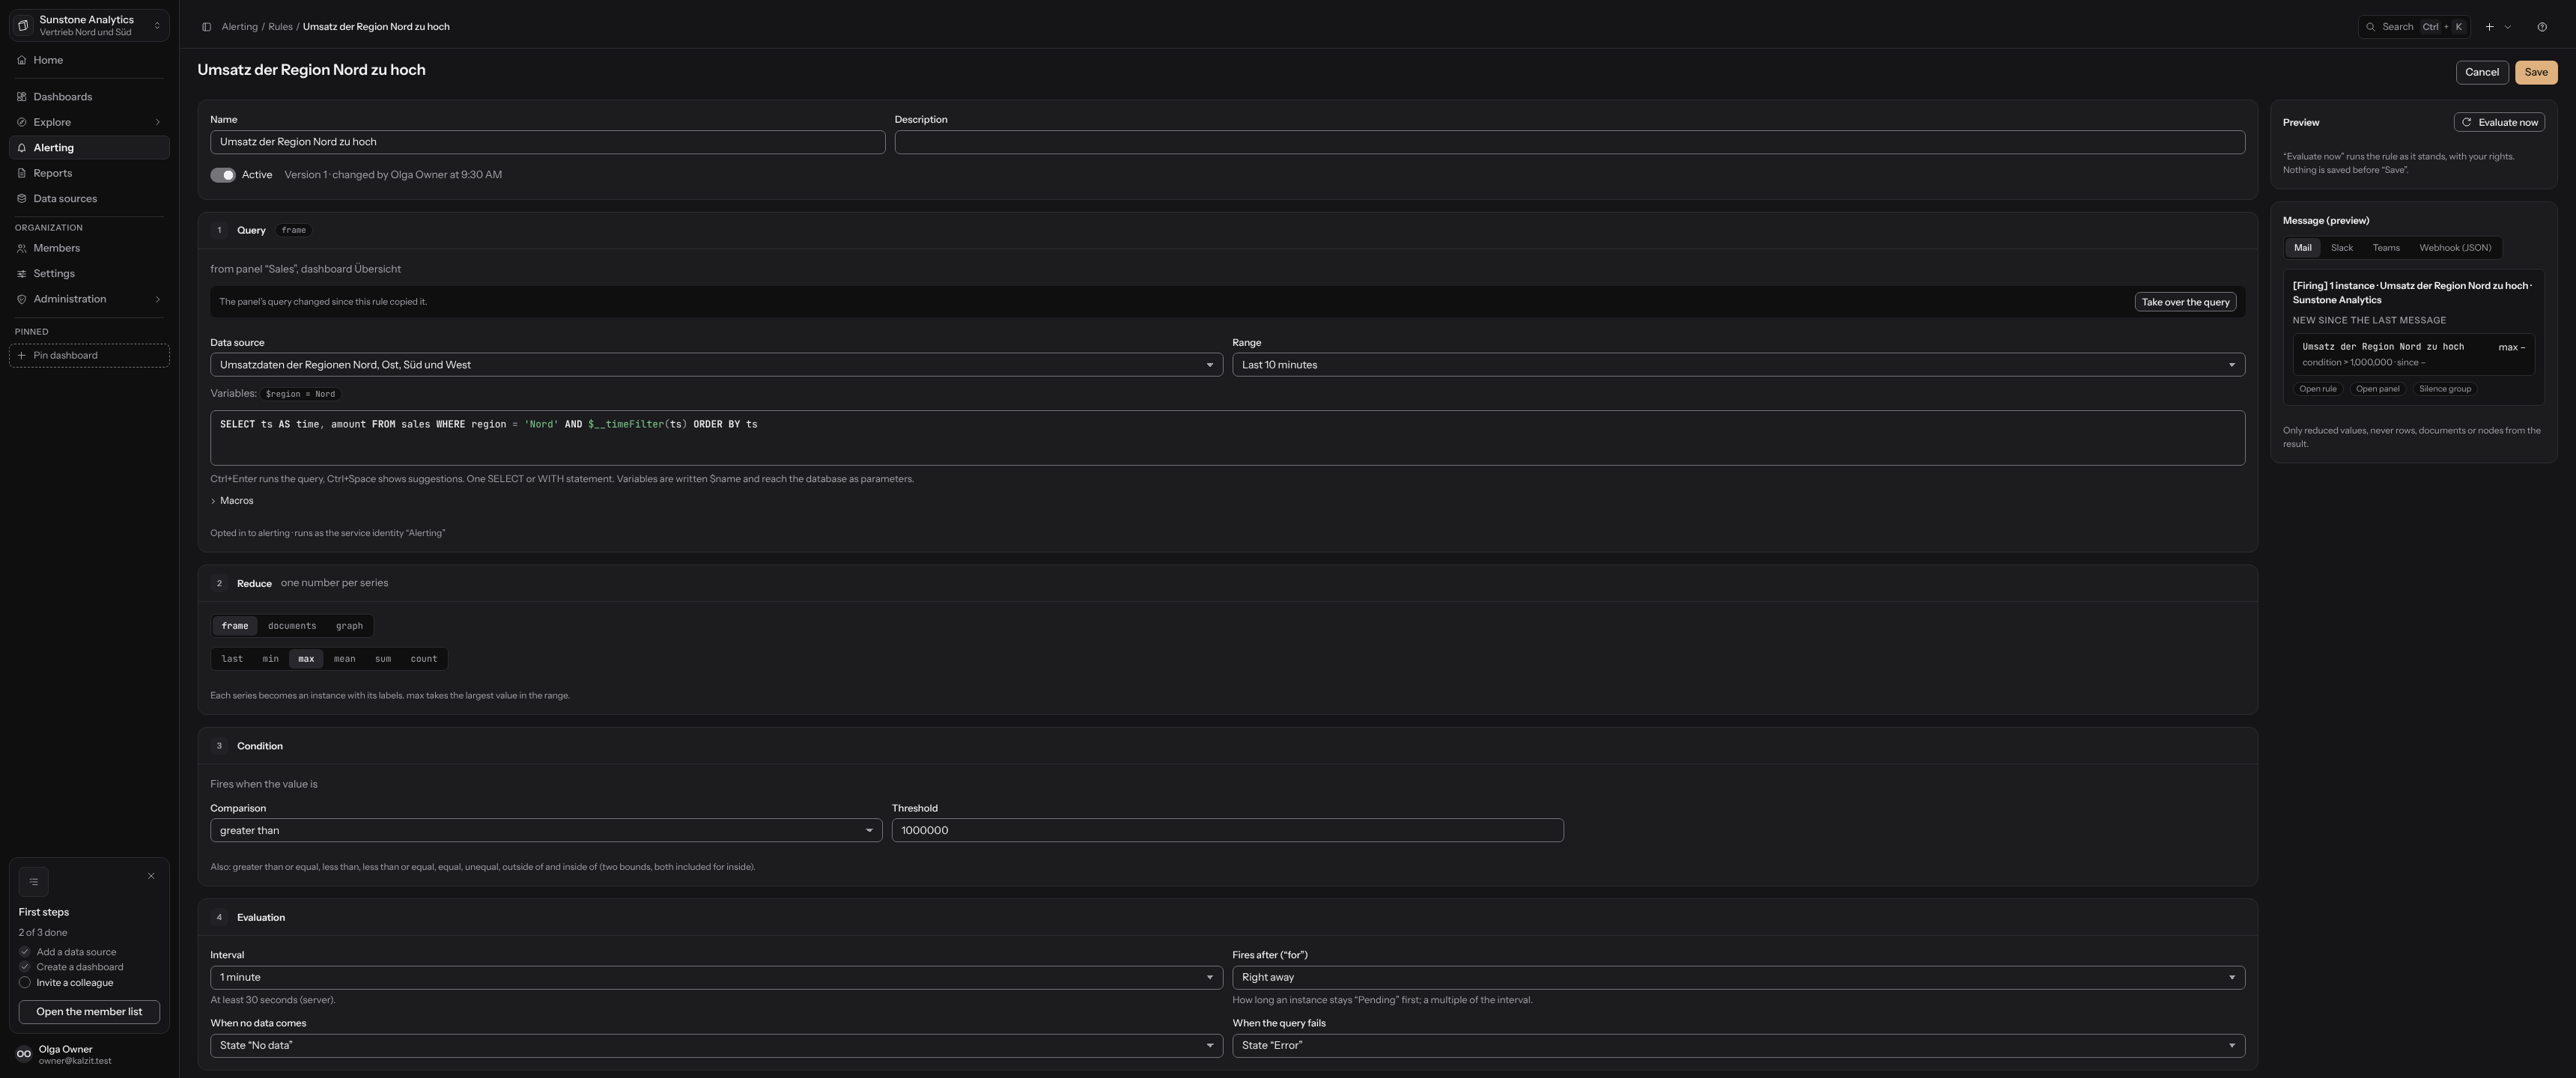 Sunstone Analytics
Vertrieb Nord und Süd
Home
Dashboards
Explore
Alerting
Reports
Data sources
ORGANIZATION
Members
Settings
Administration
PINNED
Pin dashboard
First steps
2 of 3 done
Add a data source
Create a dashboard
Invite a colleague
Open the member list
OO Olga Owner
owner@kalzit.test
Alerting / Rules / Umsatz der Region Nord zu hoch
Search Ctrl + K
Umsatz der Region Nord zu hoch
Cancel Save
Name
Umsatz der Region Nord zu hoch
Description
Active Version 1 · changed by Olga Owner at 9:30 AM
1 Query frame
from panel “Sales”, dashboard Übersicht
The panel’s query changed since this rule copied it. Take over the query
Data source
Umsatzdaten der Regionen Nord, Ost, Süd und West
Range
Last 10 minutes
Variables: $region = Nord
SELECT ts AS time, amount FROM sales WHERE region = 'Nord' AND $__timeFilter(ts) ORDER BY ts
Ctrl+Enter runs the query, Ctrl+Space shows suggestions. One SELECT or WITH statement. Variables are written $name and reach the database as parameters.
Macros
Opted in to alerting · runs as the service identity “Alerting”
2 Reduce one number per series
frame documents graph
last min max mean sum count
Each series becomes an instance with its labels. max takes the largest value in the range.
3 Condition
Fires when the value is
Comparison
greater than
Threshold
1000000
Also: greater than or equal, less than, less than or equal, equal, unequal, outside of and inside of (two bounds, both included for inside).
4 Evaluation
Interval
1 minute
At least 30 seconds (server).
Fires after (“for”)
Right away
How long an instance stays “Pending” first; a multiple of the interval.
When no data comes
State “No data”
When the query fails
State “Error”
Preview Evaluate now
“Evaluate now” runs the rule as it stands, with your rights.
Nothing is saved before “Save”.
Message (preview)
Mail Slack Teams Webhook (JSON)
[Firing] 1 instance · Umsatz der Region Nord zu hoch ·
Sunstone Analytics
NEW SINCE THE LAST MESSAGE
Umsatz der Region Nord zu hoch max –
condition > 1,000,000 · since –
Open rule Open panel Silence group
Only reduced values, never rows, documents or nodes from the
result.